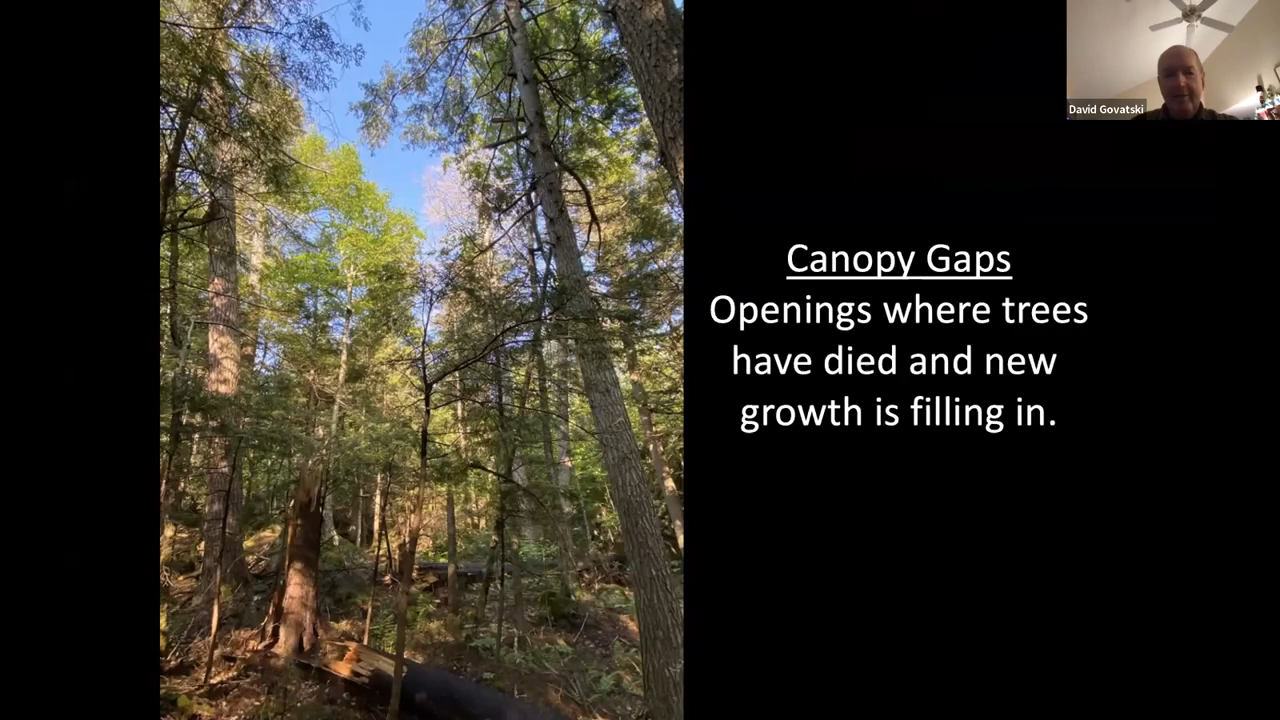 David Govatski
Canopy Gaps
Openings where trees
have died and new
growth is filling in.